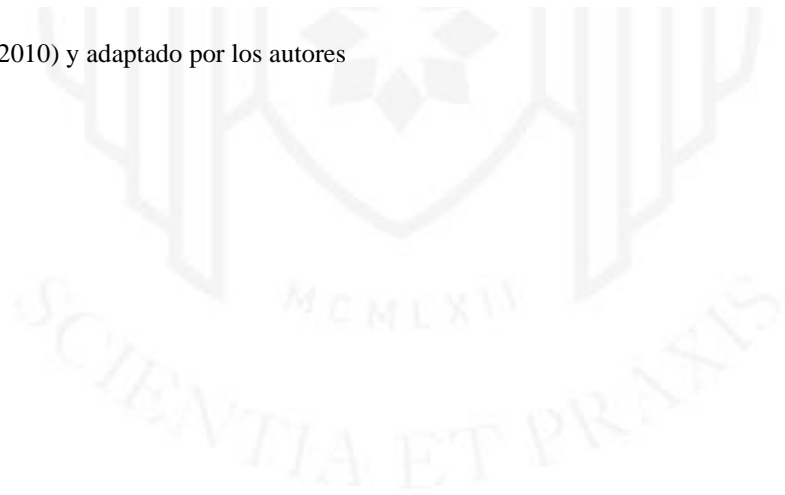 2010) y adaptado por los autores
MCMLXII
SCIENTIA ET PRAXIS